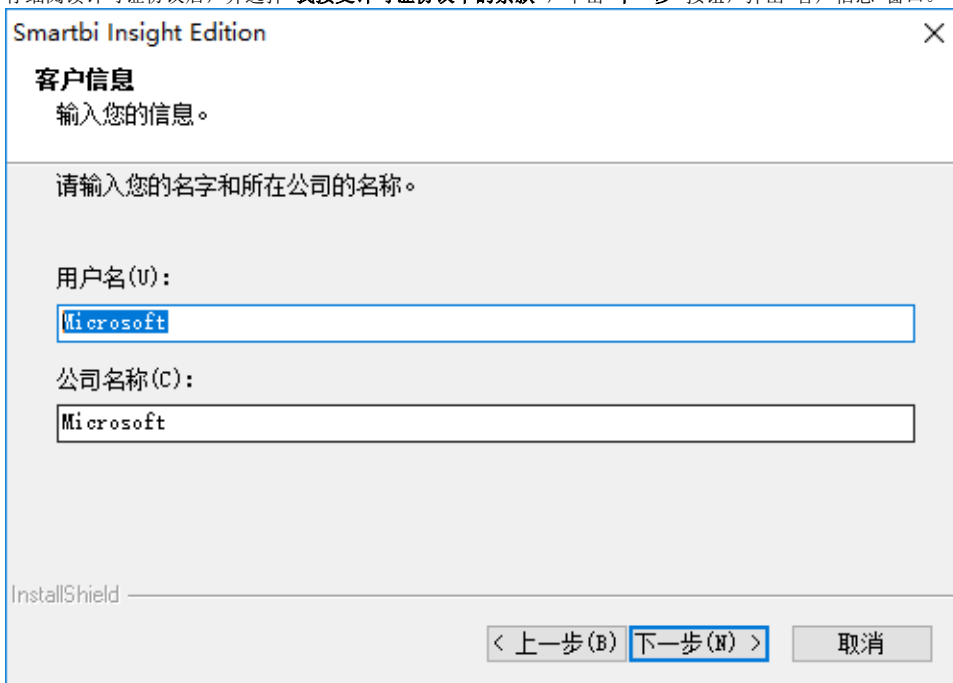 Smartbi Insight Edition
客户信息
输入您的信息。
请输入您的名字和所在公司的名称。
用户名(U):
Microsoft
公司名称(C):
Microsoft
InstallShield
< 上一步(B) 下一步(N) > 取消